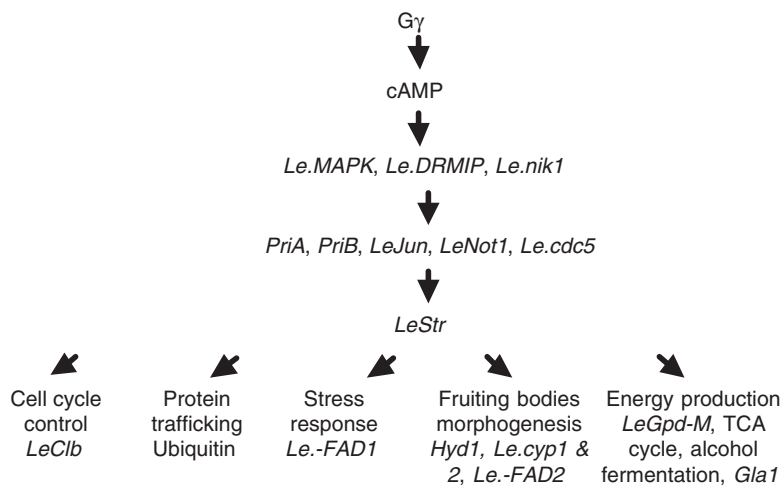 Gγ
cAMP
Le.MAPK, Le.DRMIP, Le.nik1
PriA, PriB, LeJun, LeNot1, Le.cdc5
LeStr
Cell cycle
control
LeClb
Protein
trafficking
Ubiquitin
Stress
response
Le.-FAD1
Fruiting bodies
morphogenesis
Hyd1, Le.cyp1 &
2, Le.-FAD2
Energy production
LeGpd-M, TCA
cycle, alcohol
fermentation, Gla1